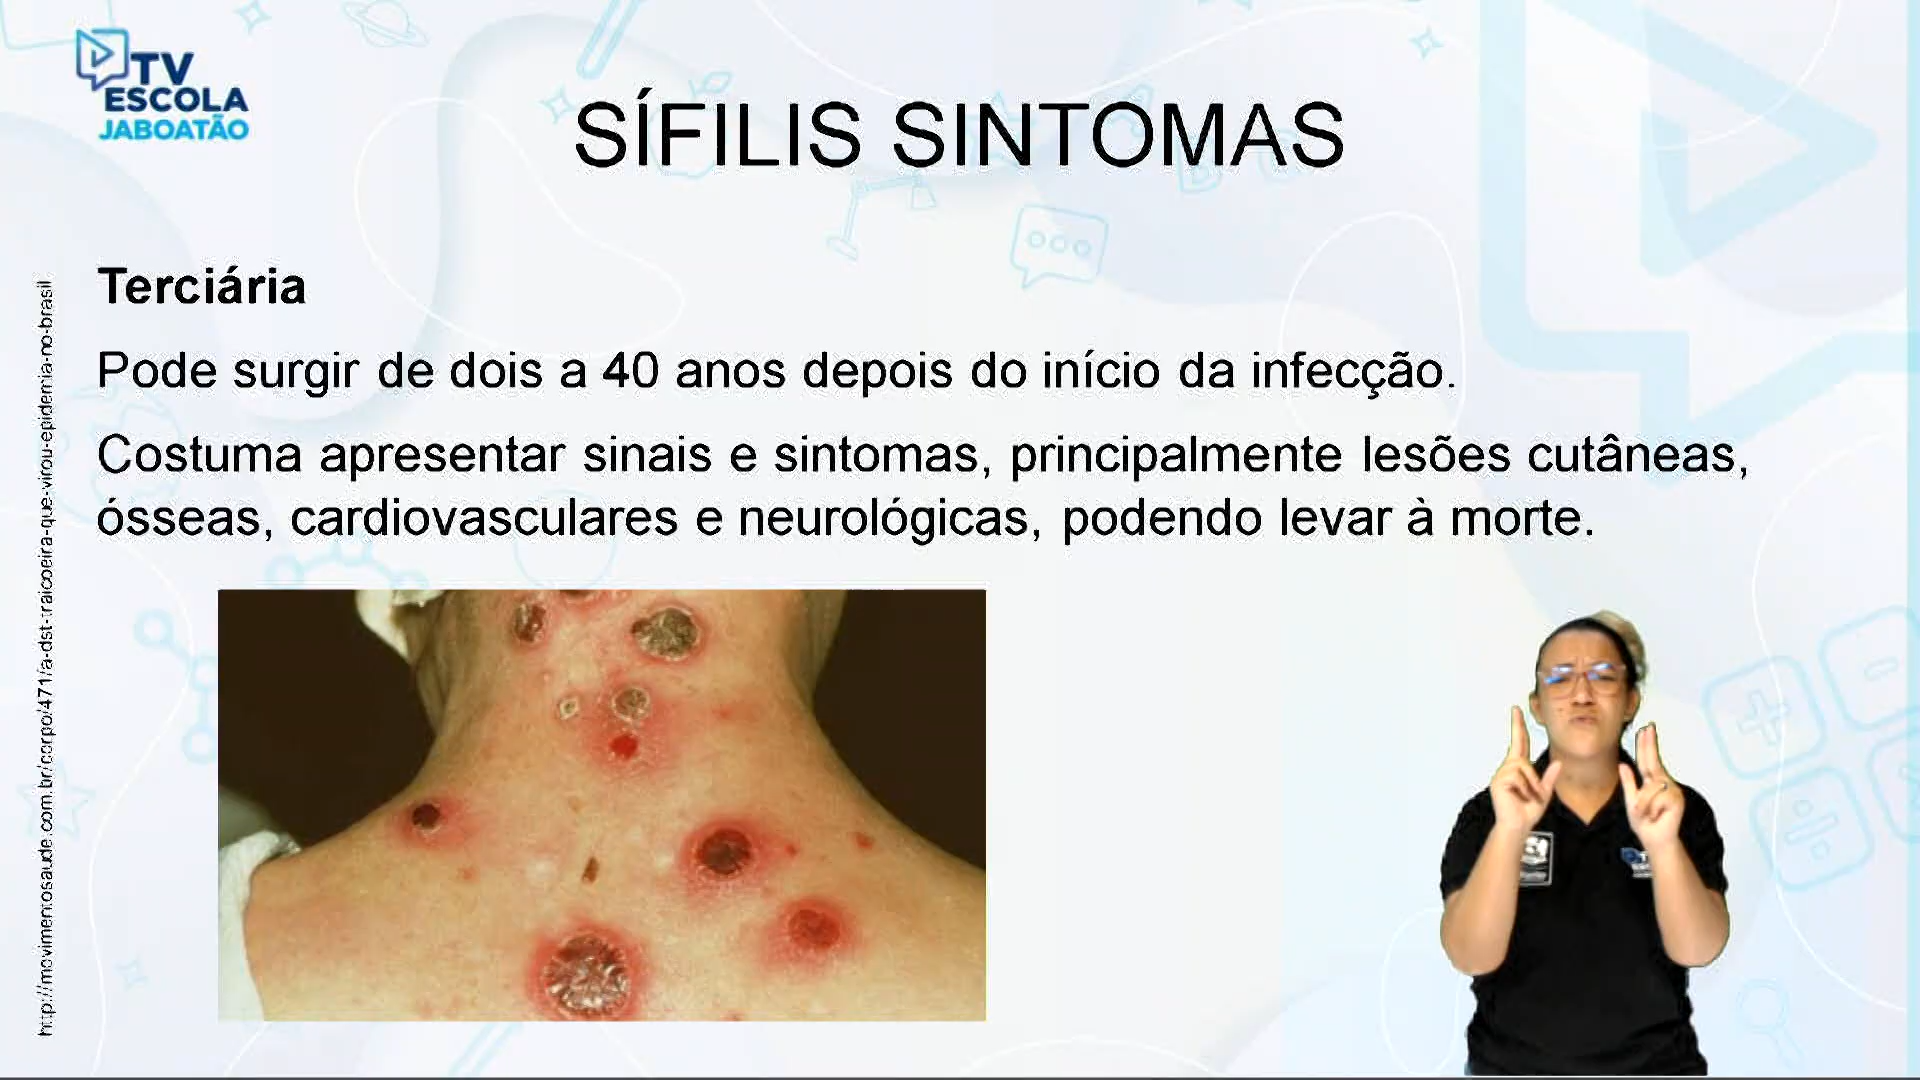 TV
ESCOLA
JABOATÃO
SÍFILIS SINTOMAS
Terciária
Pode surgir de dois a 40 anos depois do início da infecção.
Costuma apresentar sinais e sintomas, principalmente lesões cutâneas,
ósseas, cardiovasculares e neurológicas, podendo levar à morte.
http://movimentosaude.com.br/corpo/471/a-dst-traicoeira-que-virou-epidemia-no-brasil